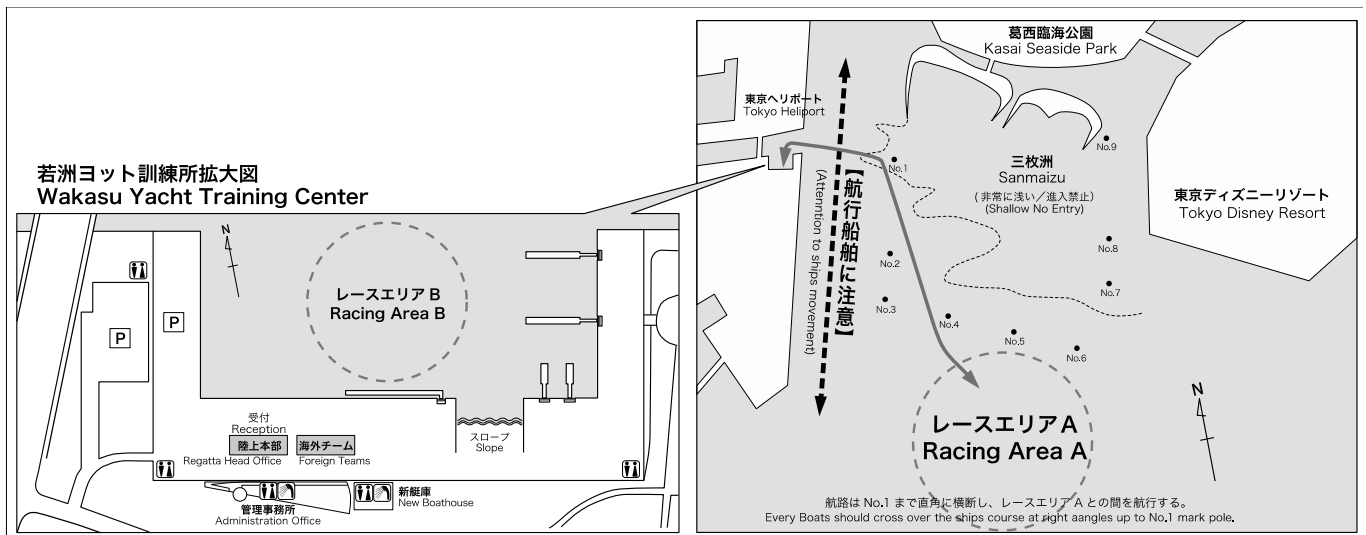 若洲ヨット訓練所拡大図
Wakasu Yacht Training Center
N
レースエリア B
Racing Area B
P
P
受付
Reception
陸上本部
海外チーム
Regatta Head Office
Foreign Teams
スロープ
Slope
管理事務所
Administration Office
新艇庫
New Boathouse
葛西臨海公園
Kasai Seaside Park
東京ヘリポート
Tokyo Heliport
No.9
No.1
三枚洲
Sanmaizu
(非常に浅い／進入禁止)
(Shallow No Entry)
東京ディズニーリゾート
Tokyo Disney Resort
【航行船舶に注意】
(Attenntion to ships movement)
No.8
No.2
No.7
No.3
No.4
No.5
No.6
N
レースエリア A
Racing Area A
航路は No.1 まで直角に横断し、レースエリア A との間を航行する。
Every Boats should cross over the ships course at right aangles up to No.1 mark pole.